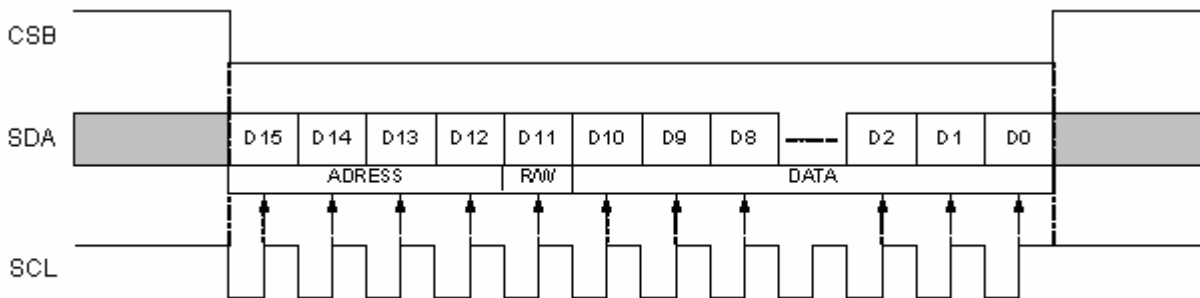 CSB
SDA D15 D14 D13 D12 D11 D10 D9 D8 D2 D1 D0
ADRESS R/W DATA
SCL